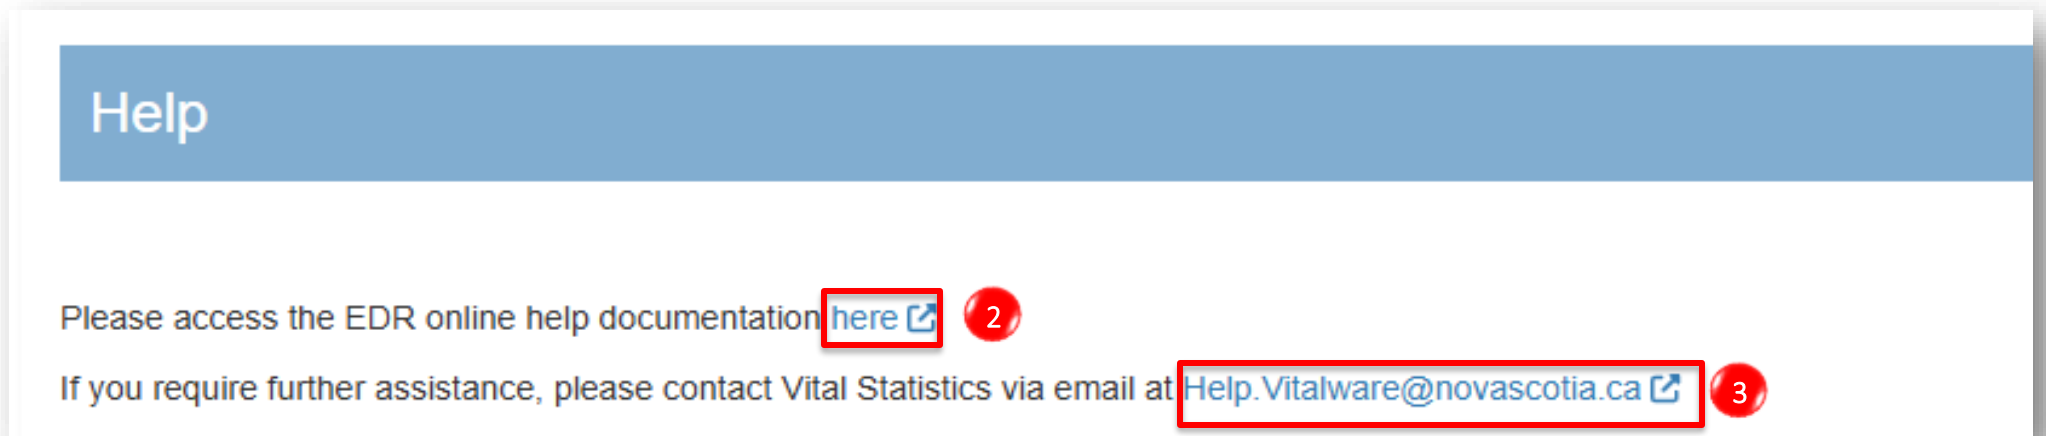 Help
Please access the EDR online help documentation here 2
If you require further assistance, please contact Vital Statistics via email at Help.Vitalware@novascotia.ca 3